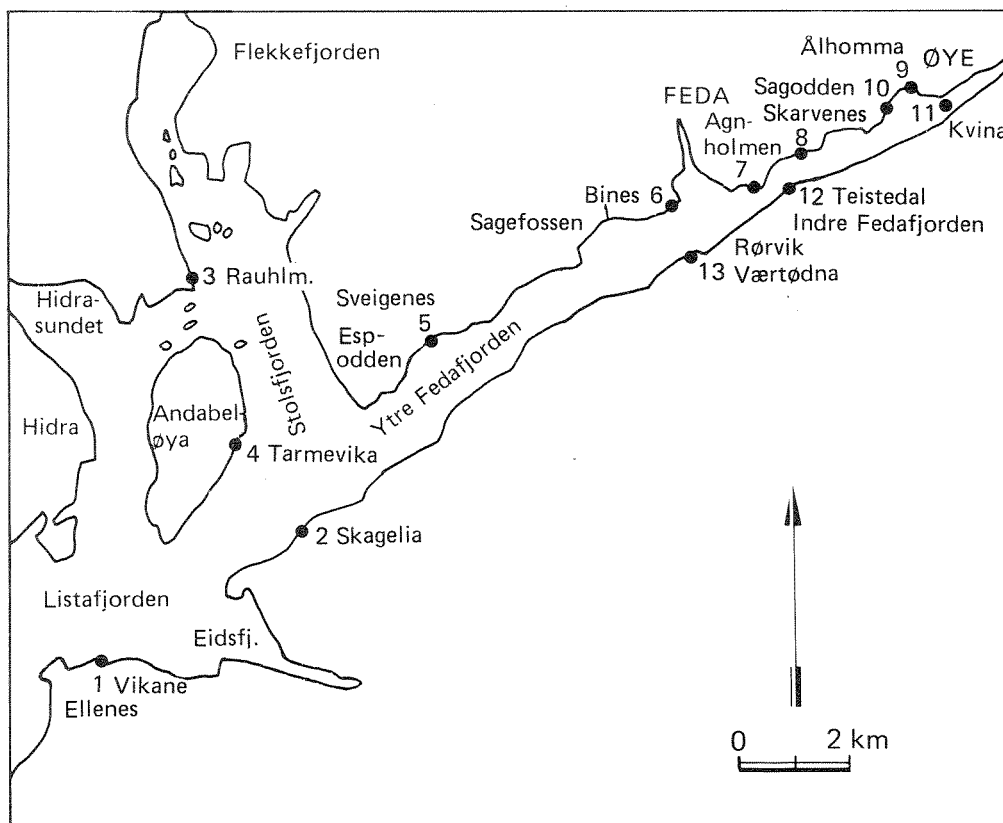 Flekkefjorden
Ålhomma
9
ØYE
Sagodden 10
Skarvenes
11
Kvina
FEDA
Agn-
holmen
8
7
Bines 6
12 Teistedal
Indre Fedafjorden
Sagefossen
Rørvik
13 Værtødna
3 Rauhlm.
Hidra-
sundet
Sveigenes
5
Esp-
odden
Stolsfjorden
Ytre Fedafjorden
Andabel-
øya
Hidra
4 Tarmevika
2 Skagelia
Listafjorden
Eidsfj.
1 Vikane
Ellenes
0 2 km